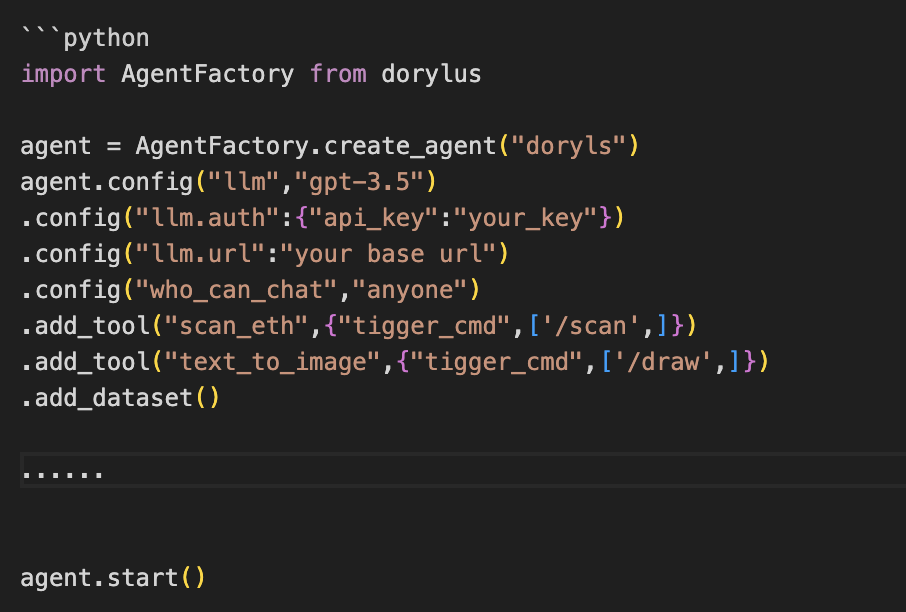 ```python
import AgentFactory from dorylus
agent = AgentFactory.create_agent("doryls")
agent.config("llm","gpt-3.5")
.config("llm.auth":{"api_key":"your_key"})
.config("llm.url":"your base url")
.config("who_can_chat","anyone")
.add_tool("scan_eth",{"tigger_cmd",['/scan',]})
.add_tool("text_to_image",{"tigger_cmd",['/draw',]})
.add_dataset()
......
agent.start()